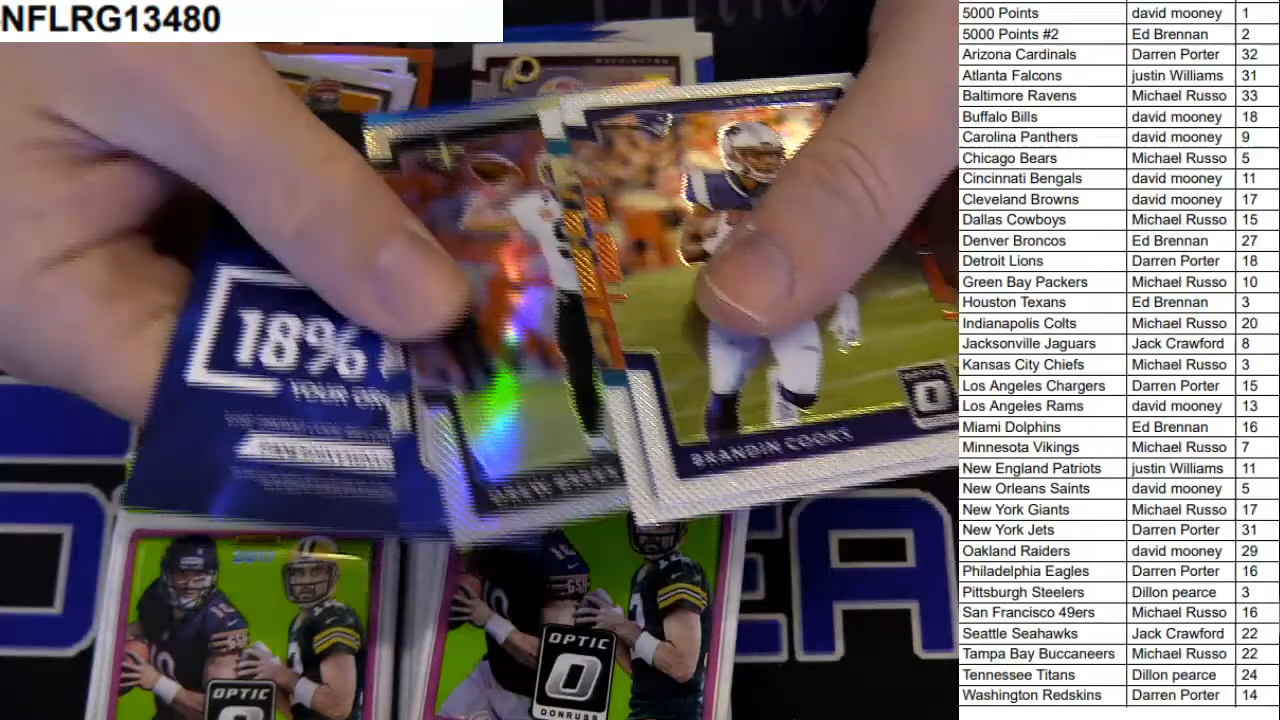 NFLRG13480
5000 Points david mooney 1
5000 Points #2 Ed Brennan 2
Arizona Cardinals Darren Porter 32
Atlanta Falcons justin Williams 31
Baltimore Ravens Michael Russo 33
Buffalo Bills david mooney 18
Carolina Panthers david mooney 9
Chicago Bears Michael Russo 5
Cincinnati Bengals david mooney 11
Cleveland Browns david mooney 17
Dallas Cowboys Michael Russo 15
Denver Broncos Ed Brennan 27
Detroit Lions Darren Porter 18
Green Bay Packers Michael Russo 10
Houston Texans Ed Brennan 3
Indianapolis Colts Michael Russo 20
Jacksonville Jaguars Jack Crawford 8
Kansas City Chiefs Michael Russo 3
Los Angeles Chargers Darren Porter 15
Los Angeles Rams david mooney 13
Miami Dolphins Ed Brennan 16
Minnesota Vikings Michael Russo 7
New England Patriots justin Williams 11
New Orleans Saints david mooney 5
New York Giants Michael Russo 17
New York Jets Darren Porter 31
Oakland Raiders david mooney 29
Philadelphia Eagles Darren Porter 16
Pittsburgh Steelers Dillon pearce 3
San Francisco 49ers Michael Russo 16
Seattle Seahawks Jack Crawford 22
Tampa Bay Buccaneers Michael Russo 22
Tennessee Titans Dillon pearce 24
Washington Redskins Darren Porter 14
WASHINGTON
18%
YOUR
BRANDIN COOKS
DREW
2017
OPTIC
OPTIC
DONRUSS